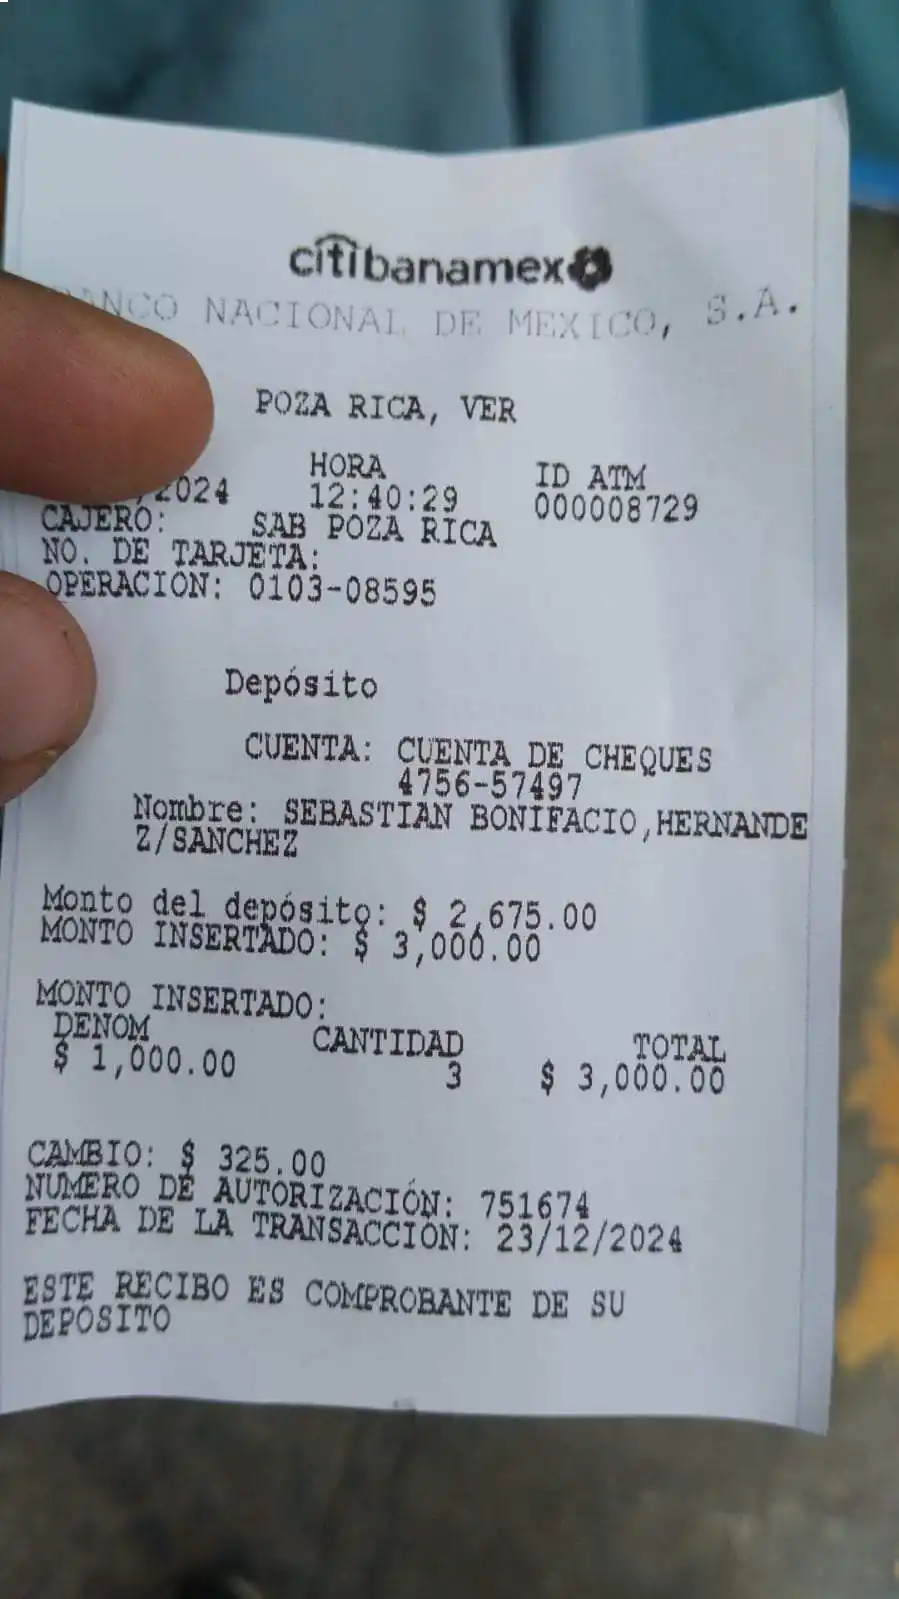 citibanamex
BANCO NACIONAL DE MEXICO, S.A.
POZA RICA, VER
HORA ID ATM
2024 12:40:29 000008729
CAJERO: SAB POZA RICA
NO. DE TARJETA:
OPERACION: 0103-08595
Depósito
CUENTA: CUENTA DE CHEQUES
4756-57497
Nombre: SEBASTIAN BONIFACIO,HERNANDE
Z/SANCHEZ
Monto del depósito: $ 2,675.00
MONTO INSERTADO: $ 3,000.00
MONTO INSERTADO:
DENOM CANTIDAD TOTAL
$ 1,000.00 3 $ 3,000.00
CAMBIO: $ 325.00
NUMERO DE AUTORIZACIÓN: 751674
FECHA DE LA TRANSACCIÓN: 23/12/2024
ESTE RECIBO ES COMPROBANTE DE SU
DEPOSITO